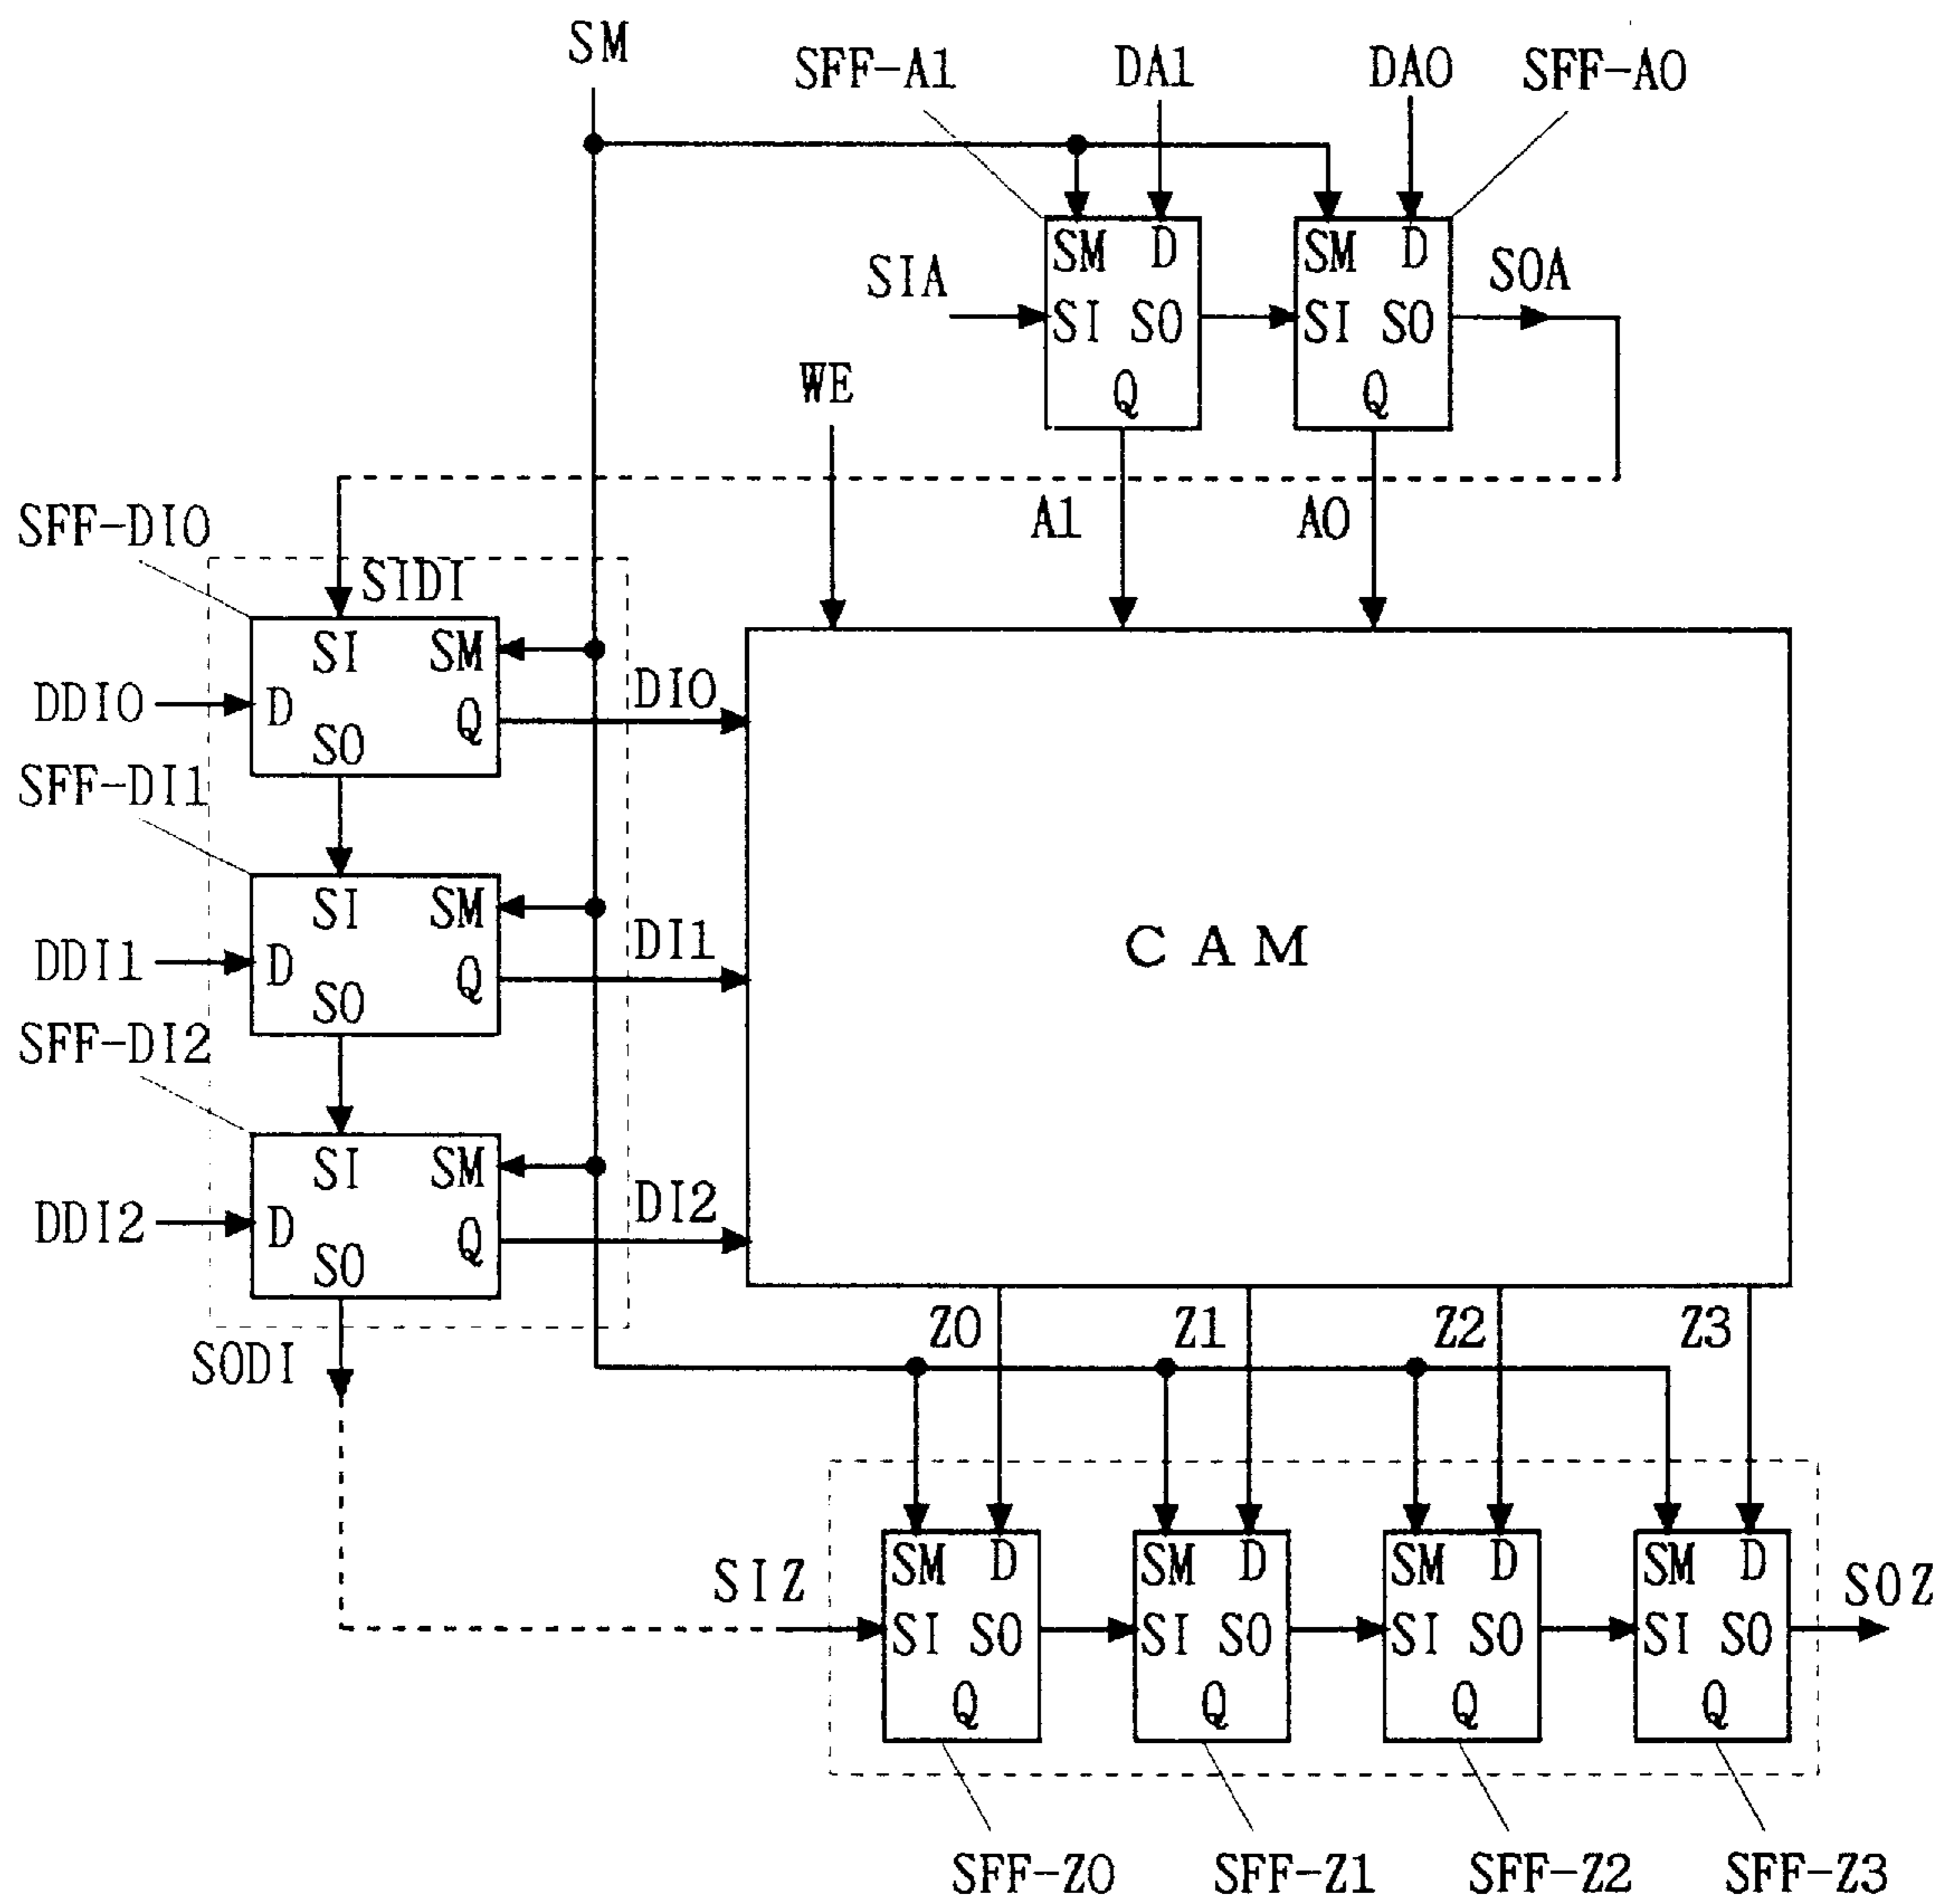 SM
SFF-A1 DA1 DA0 SFF-A0
SM D SM D
SIA SOA
SI SO SI SO
WE
Q Q
A1 A0
SFF-DI0
SIDI
SI SM
DDI0 D Q DI0
SO
SFF-DI1
SI SM
DDI1 D Q DI1
SO
CAM
SFF-DI2
SI SM
DDI2 D Q DI2
SO
Z0 Z1 Z2 Z3
SODI
SM D SM D SM D SM D
SIZ SOZ
SI SO SI SO SI SO SI SO
Q Q Q Q
SFF-Z0 SFF-Z1 SFF-Z2 SFF-Z3